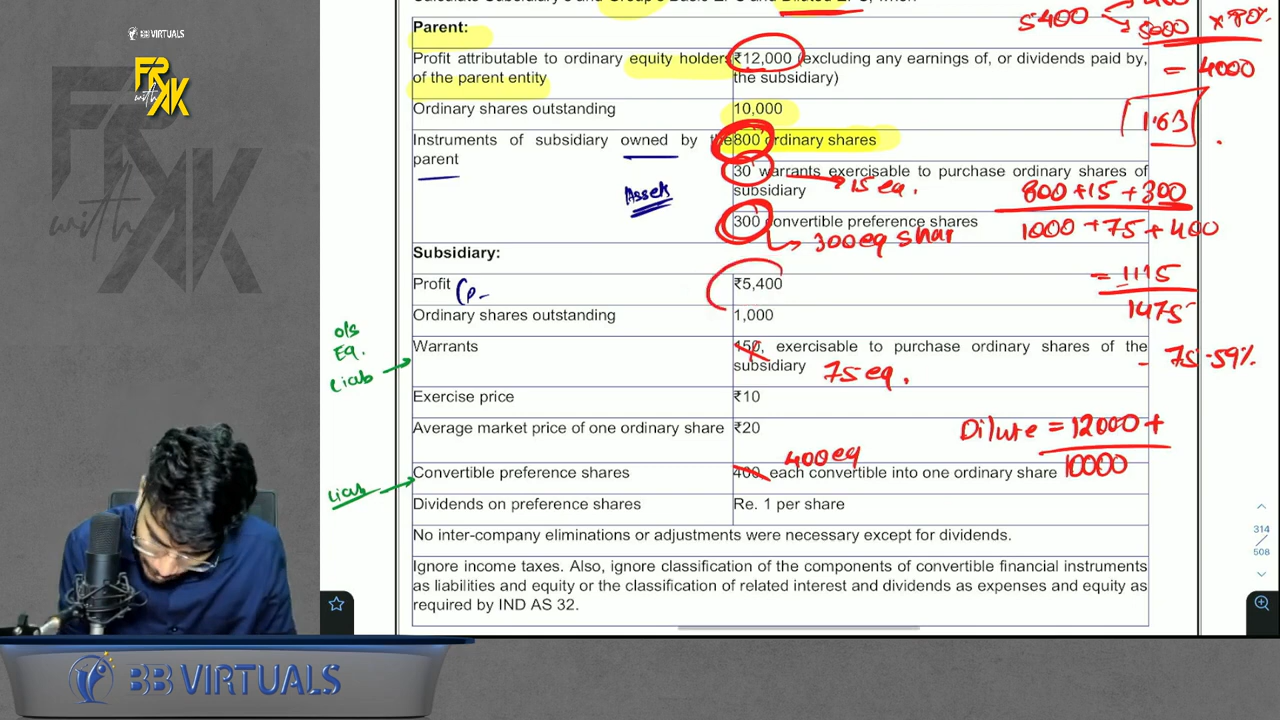 BB VIRTUALS
FR
with
KK
Parent:
Profit attributable to ordinary equity holders of the parent entity
₹12,000 (excluding any earnings of, or dividends paid by, the subsidiary)
Ordinary shares outstanding
10,000
Instruments of subsidiary owned by the parent
800 ordinary shares
30 warrants exercisable to purchase ordinary shares of subsidiary
15 eq.
Asset
300 convertible preference shares
300 eq shar
Subsidiary:
Profit
₹5,400
Ordinary shares outstanding
1,000
Warrants
150, exercisable to purchase ordinary shares of the subsidiary
75 eq.
Exercise price
₹10
Average market price of one ordinary share
₹20
400 eq
Convertible preference shares
400, each convertible into one ordinary share
Dividends on preference shares
Re. 1 per share
No inter-company eliminations or adjustments were necessary except for dividends.
Ignore income taxes. Also, ignore classification of the components of convertible financial instruments
as liabilities and equity or the classification of related interest and dividends as expenses and equity as
required by IND AS 32.
5400
5000 × 80%
= 4000
1.63
800 + 15 + 300
1000 + 75 + 400
= 1115
1475
75.59%
Dilute = 12000 +
10000
o/s
Eq.
Liab
Liab
314
508
BB VIRTUALS